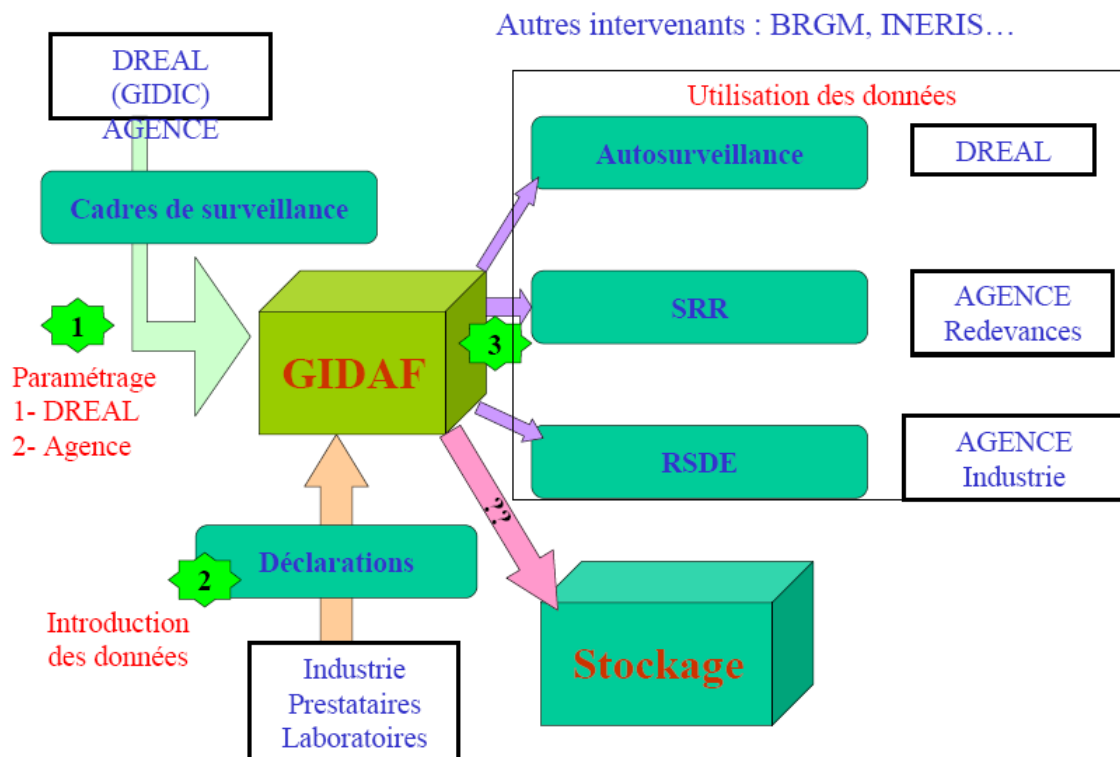 Autres intervenants : BRGM, INERIS…
DREAL
(GIDIC)
AGENCE
Utilisation des données
Autosurveillance
DREAL
Cadres de surveillance
SRR
AGENCE
Redevances
1
3
GIDAF
Paramétrage
1- DREAL
2- Agence
RSDE
AGENCE
Industrie
??
Déclarations
2
Introduction
des données
Stockage
Industrie
Prestataires
Laboratoires